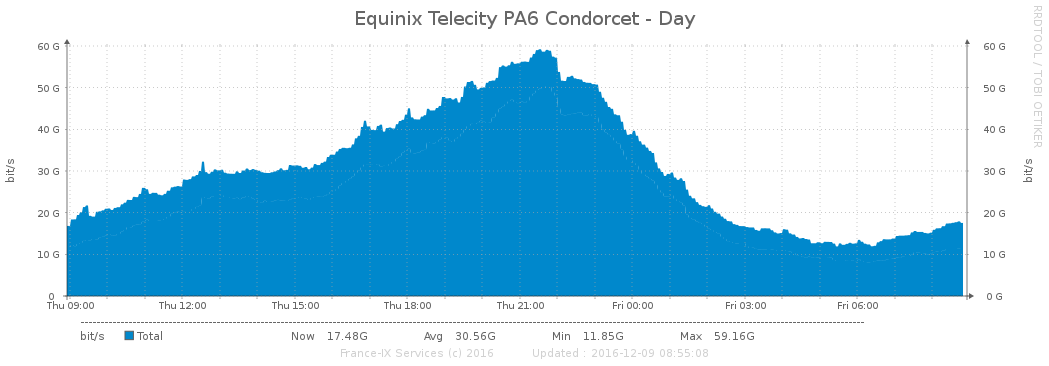 Equinix Telecity PA6 Condorcet - Day
RRDTOOL / TOBI OETIKER
bit/s
60 G
50 G
40 G
30 G
20 G
10 G
0
60 G
50 G
40 G
30 G
20 G
10 G
0 G
bit/s
Thu 09:00 Thu 12:00 Thu 15:00 Thu 18:00 Thu 21:00 Fri 00:00 Fri 03:00 Fri 06:00
bit/s Total Now 17.48G Avg 30.56G Min 11.85G Max 59.16G
France-IX Services (c) 2016 Updated : 2016-12-09 08:55:08